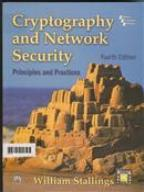 Cryptography
and Network
Security
Fourth Edition
Principles and Practices
William Stallings